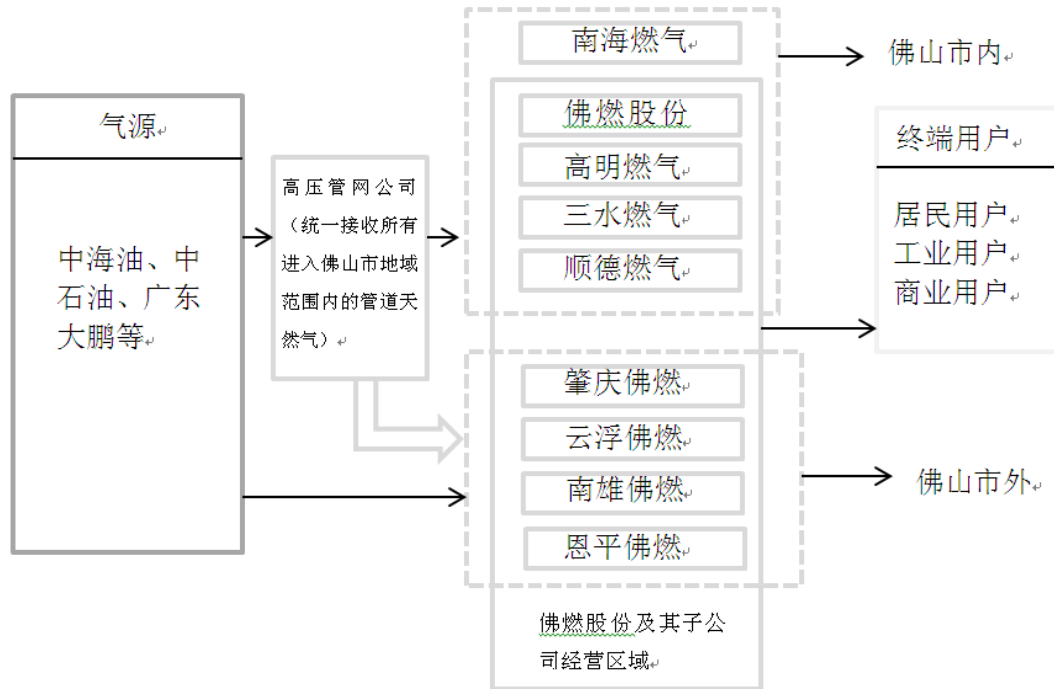 气源
中海油、中
石油、广东
大鹏等
高压管网公司
（统一接收所有
进入佛山市地域
范围内的管道天
然气）
南海燃气
佛燃股份
高明燃气
三水燃气
顺德燃气
肇庆佛燃
云浮佛燃
南雄佛燃
恩平佛燃
佛燃股份及其子公
司经营区域
佛山市内
终端用户
居民用户
工业用户
商业用户
佛山市外